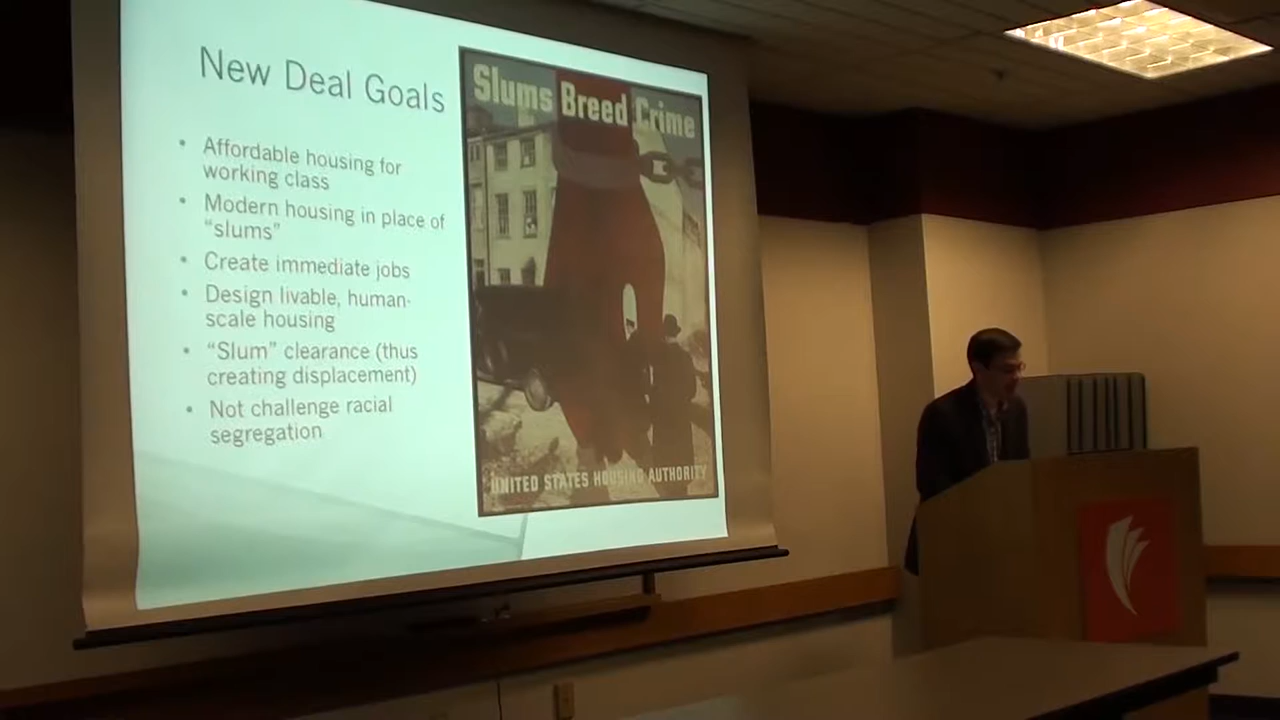 New Deal Goals
• Affordable housing for
working class
• Modern housing in place of
"slums"
• Create immediate jobs
• Design livable, human-
scale housing
• "Slum" clearance (thus
creating displacement)
• Not challenge racial
segregation
Slums Breed Crime
UNITED STATES HOUSING AUTHORITY